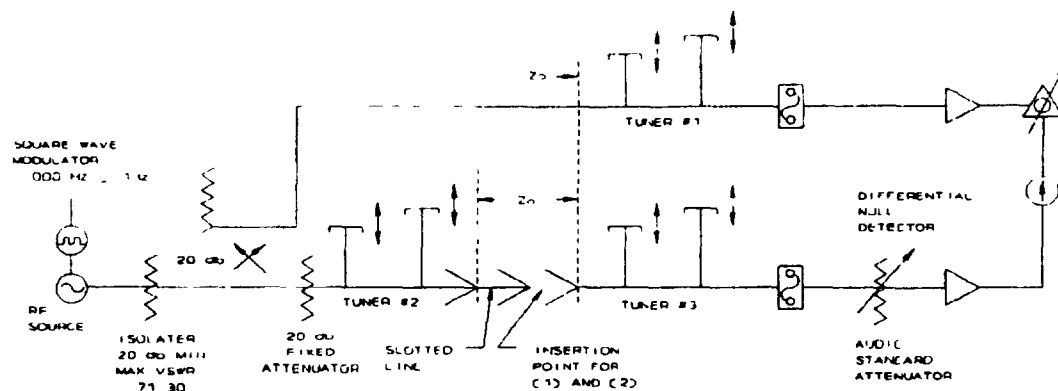 Zo
TUNER #1
SQUARE WAVE
MODULATOR
000 Hz
DIFFERENTIAL
NULL
DETECTOR
Zo
20 db
TUNER #2
TUNER #3
RF
SOURCE
ISOLATER
20 db MIN
MAX VSWR
20 db
FIXED
ATTENUATOR
SLOTTED
LINE
INSERTION
POINT FOR
(1) AND (2)
AUDIO
STANDARD
ATTENUATOR